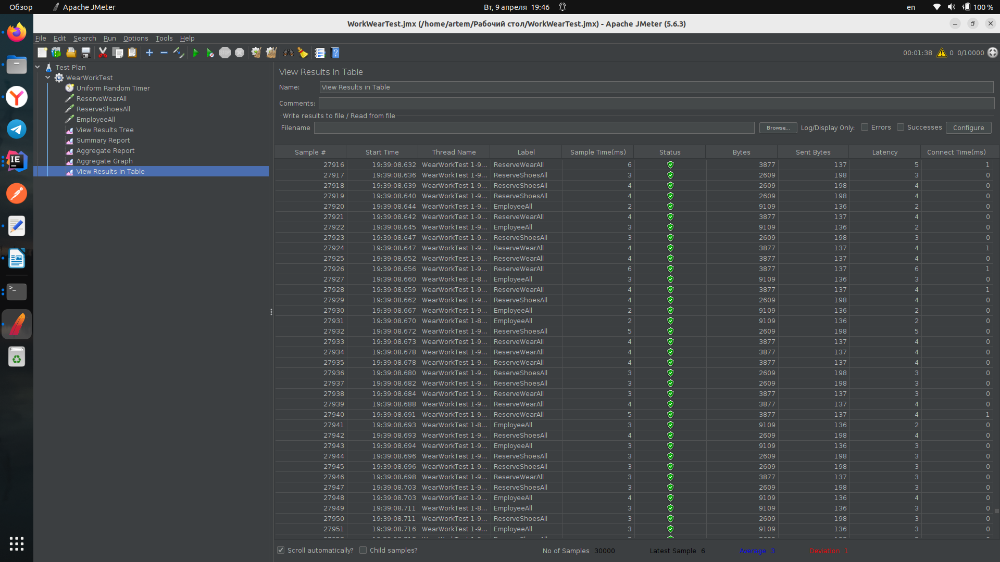 Обзор Apache JMeter Вт, 9 апреля 19:46 en 100 %
WorkWearTest.jmx (/home/artem/Рабочий стол/WorkWearTest.jmx) - Apache JMeter (5.6.3)
File Edit Search Run Options Tools Help
00:01:38 0 0/10000
Test Plan
WearWorkTest
Uniform Random Timer
ReserveWearAll
ReserveShoesAll
EmployeeAll
View Results Tree
Summary Report
Aggregate Report
Aggregate Graph
View Results in Table
View Results in Table
Name: View Results in Table
Comments:
Write results to file / Read from file
Filename Browse... Log/Display Only: Errors Successes Configure
Sample # Start Time Thread Name Label Sample Time(ms) Status Bytes Sent Bytes Latency Connect Time(ms)
27916 19:39:08.632 WearWorkTest 1-9... ReserveWearAll 6 3877 137 5 1
27917 19:39:08.636 WearWorkTest 1-9... ReserveShoesAll 3 2609 198 3 0
27918 19:39:08.639 WearWorkTest 1-9... ReserveShoesAll 4 2609 198 4 0
27919 19:39:08.640 WearWorkTest 1-9... ReserveShoesAll 4 2609 198 4 0
27920 19:39:08.644 WearWorkTest 1-9... EmployeeAll 2 9109 136 2 0
27921 19:39:08.642 WearWorkTest 1-9... ReserveWearAll 4 3877 137 4 0
27922 19:39:08.645 WearWorkTest 1-9... EmployeeAll 3 9109 136 2 0
27923 19:39:08.647 WearWorkTest 1-9... ReserveShoesAll 3 2609 198 3 0
27924 19:39:08.647 WearWorkTest 1-9... ReserveWearAll 4 3877 137 4 1
27925 19:39:08.652 WearWorkTest 1-9... ReserveWearAll 4 3877 137 4 0
27926 19:39:08.656 WearWorkTest 1-9... ReserveWearAll 6 3877 137 6 1
27927 19:39:08.660 WearWorkTest 1-8... EmployeeAll 3 9109 136 3 0
27928 19:39:08.659 WearWorkTest 1-9... ReserveWearAll 4 3877 137 4 1
27929 19:39:08.662 WearWorkTest 1-9... ReserveShoesAll 4 2609 198 4 0
27930 19:39:08.667 WearWorkTest 1-9... EmployeeAll 2 9109 136 2 0
27931 19:39:08.670 WearWorkTest 1-8... EmployeeAll 2 9109 136 2 0
27932 19:39:08.672 WearWorkTest 1-9... ReserveShoesAll 5 2609 198 5 0
27933 19:39:08.673 WearWorkTest 1-9... ReserveWearAll 4 3877 137 4 0
27934 19:39:08.678 WearWorkTest 1-9... ReserveWearAll 4 3877 137 4 0
27935 19:39:08.678 WearWorkTest 1-9... ReserveWearAll 4 3877 137 4 0
27936 19:39:08.680 WearWorkTest 1-9... ReserveShoesAll 3 2609 198 3 0
27937 19:39:08.682 WearWorkTest 1-9... ReserveShoesAll 3 2609 198 3 0
27938 19:39:08.684 WearWorkTest 1-9... ReserveWearAll 3 3877 137 3 0
27939 19:39:08.688 WearWorkTest 1-9... ReserveWearAll 4 3877 137 4 0
27940 19:39:08.691 WearWorkTest 1-9... ReserveWearAll 5 3877 137 4 1
27941 19:39:08.693 WearWorkTest 1-8... EmployeeAll 3 9109 136 2 0
27942 19:39:08.693 WearWorkTest 1-9... ReserveShoesAll 4 2609 198 4 0
27943 19:39:08.694 WearWorkTest 1-9... EmployeeAll 3 9109 136 3 0
27944 19:39:08.696 WearWorkTest 1-9... ReserveShoesAll 3 2609 198 3 0
27945 19:39:08.696 WearWorkTest 1-9... ReserveShoesAll 3 2609 198 3 0
27946 19:39:08.698 WearWorkTest 1-9... ReserveWearAll 3 3877 137 3 0
27947 19:39:08.703 WearWorkTest 1-9... ReserveShoesAll 3 2609 198 3 0
27948 19:39:08.703 WearWorkTest 1-9... EmployeeAll 4 9109 136 4 0
27949 19:39:08.711 WearWorkTest 1-8... EmployeeAll 3 9109 136 3 0
27950 19:39:08.711 WearWorkTest 1-9... ReserveShoesAll 3 2609 198 3 0
27951 19:39:08.716 WearWorkTest 1-9... EmployeeAll 3 9109 136 3 0
Scroll automatically? Child samples? No of Samples 30000 Latest Sample 6 Average 3 Deviation 1